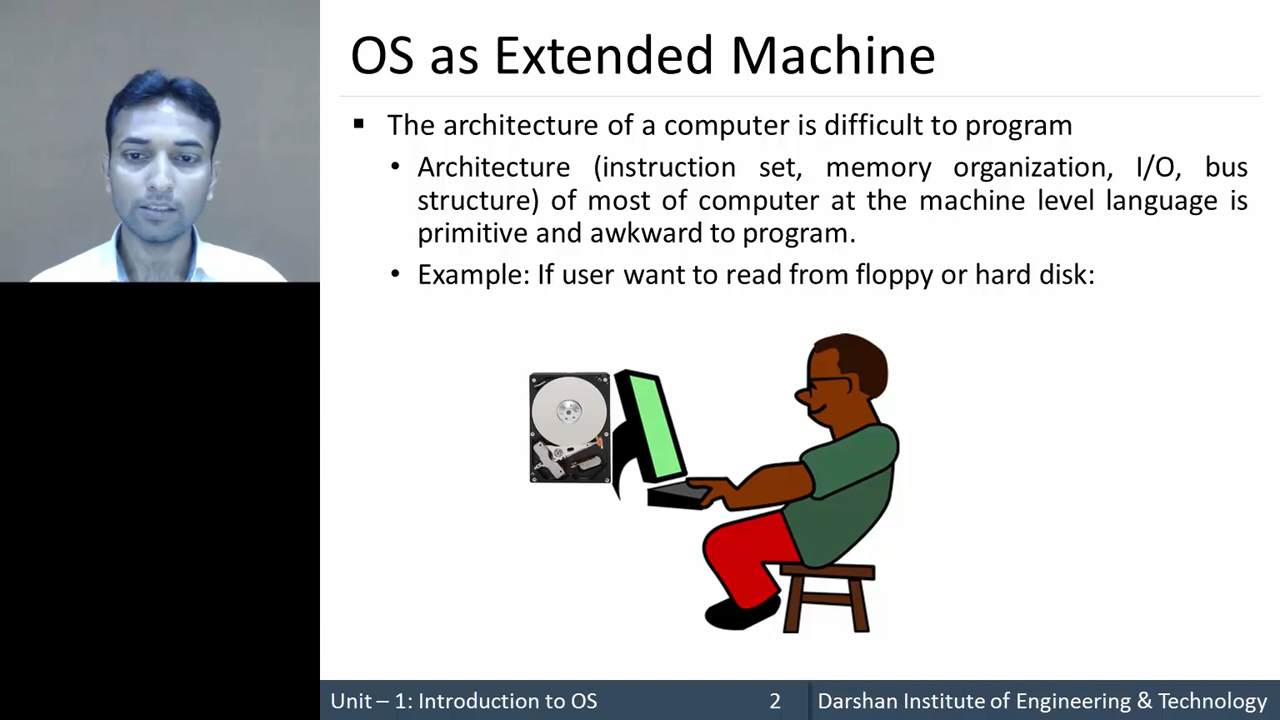 OS as Extended Machine
▪ The architecture of a computer is difficult to program
• Architecture (instruction set, memory organization, I/O, bus
structure) of most of computer at the machine level language is
primitive and awkward to program.
• Example: If user want to read from floppy or hard disk:
Unit – 1: Introduction to OS 2 Darshan Institute of Engineering & Technology